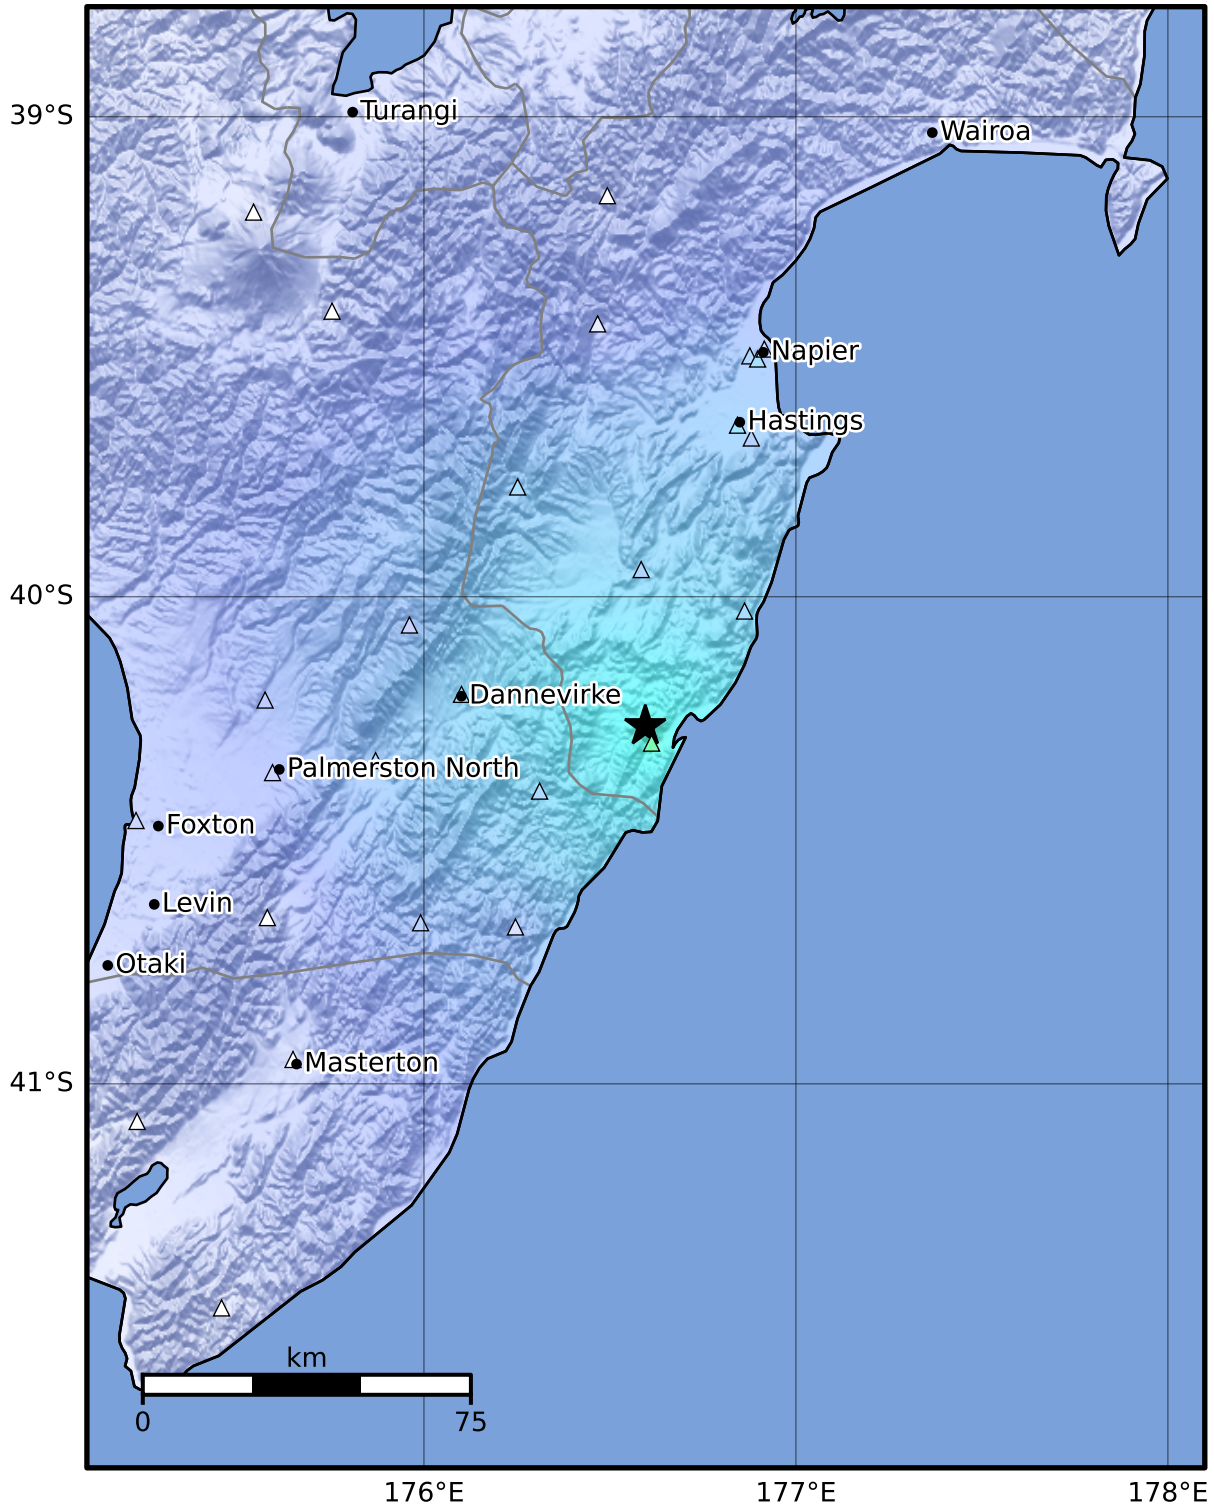 Turangi
39°S
Wairoa
Napier
Hastings
40°S
Dannevirke
Palmerston North
Foxton
Levin
Otaki
Masterton
41°S
km
0
75
176°E
177°E
178°E